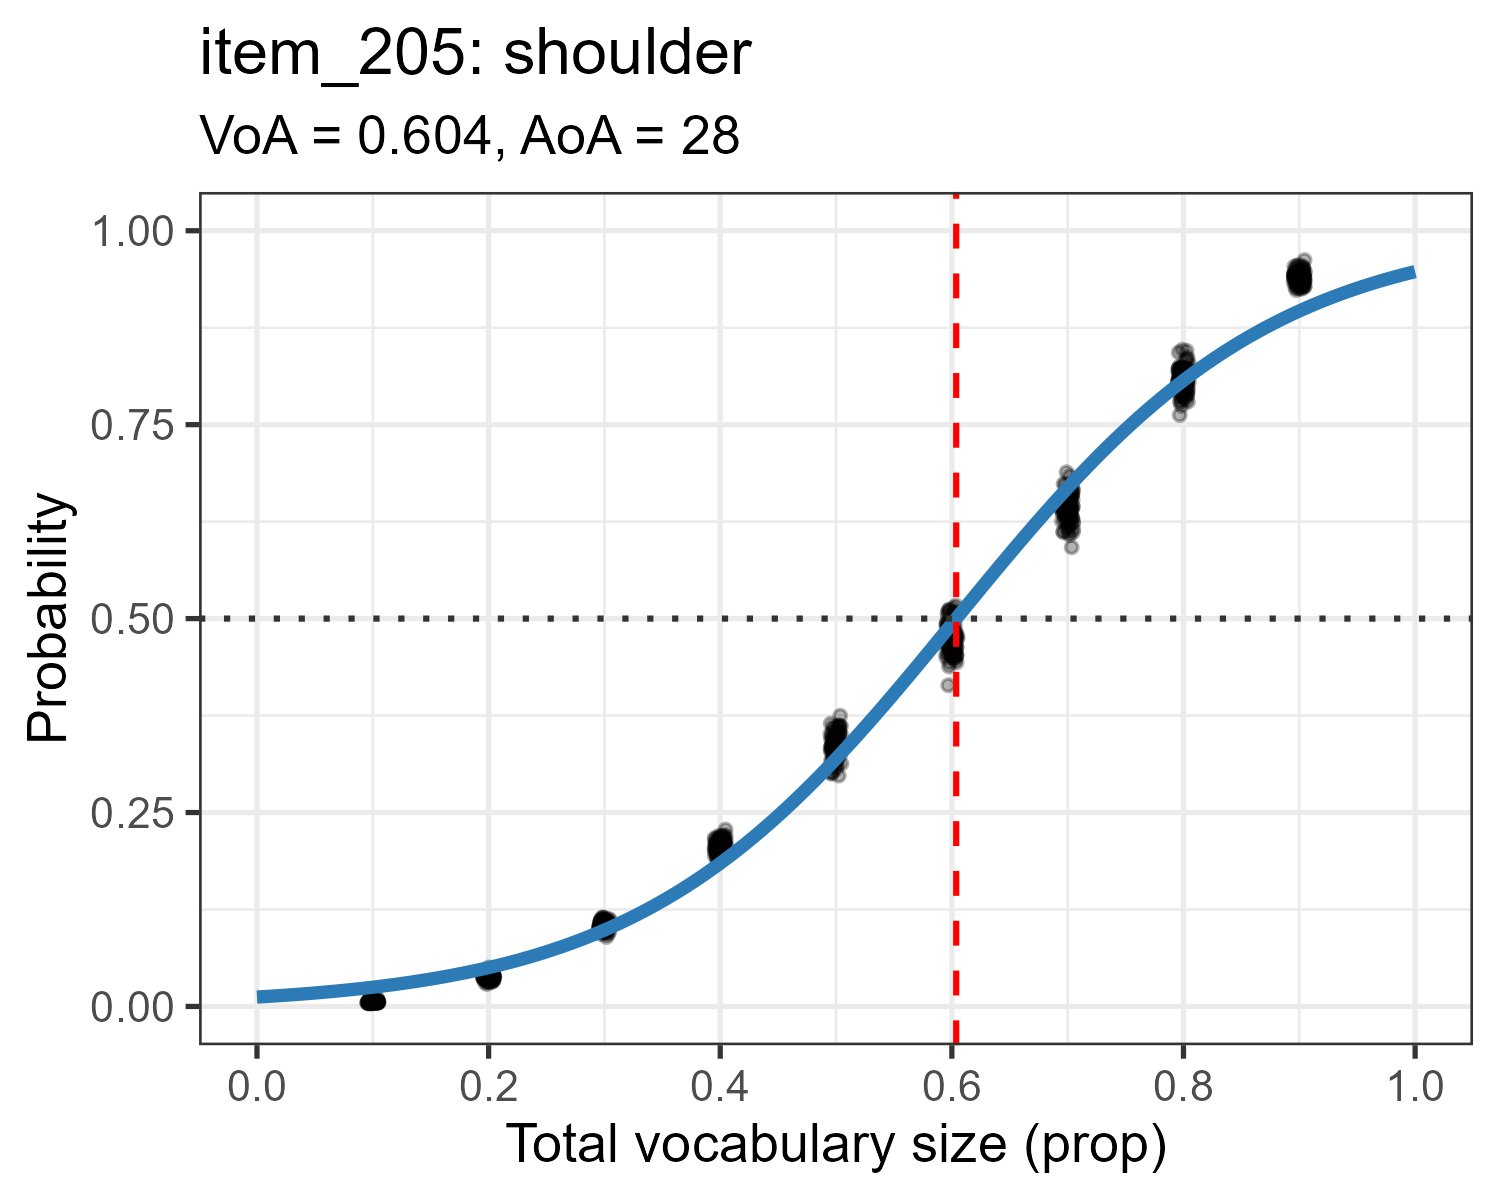 item_205: shoulder
VoA = 0.604, AoA = 28
1.00
0.75
0.50
0.25
0.00
Probability
0.0 0.2 0.4 0.6 0.8 1.0
Total vocabulary size (prop)